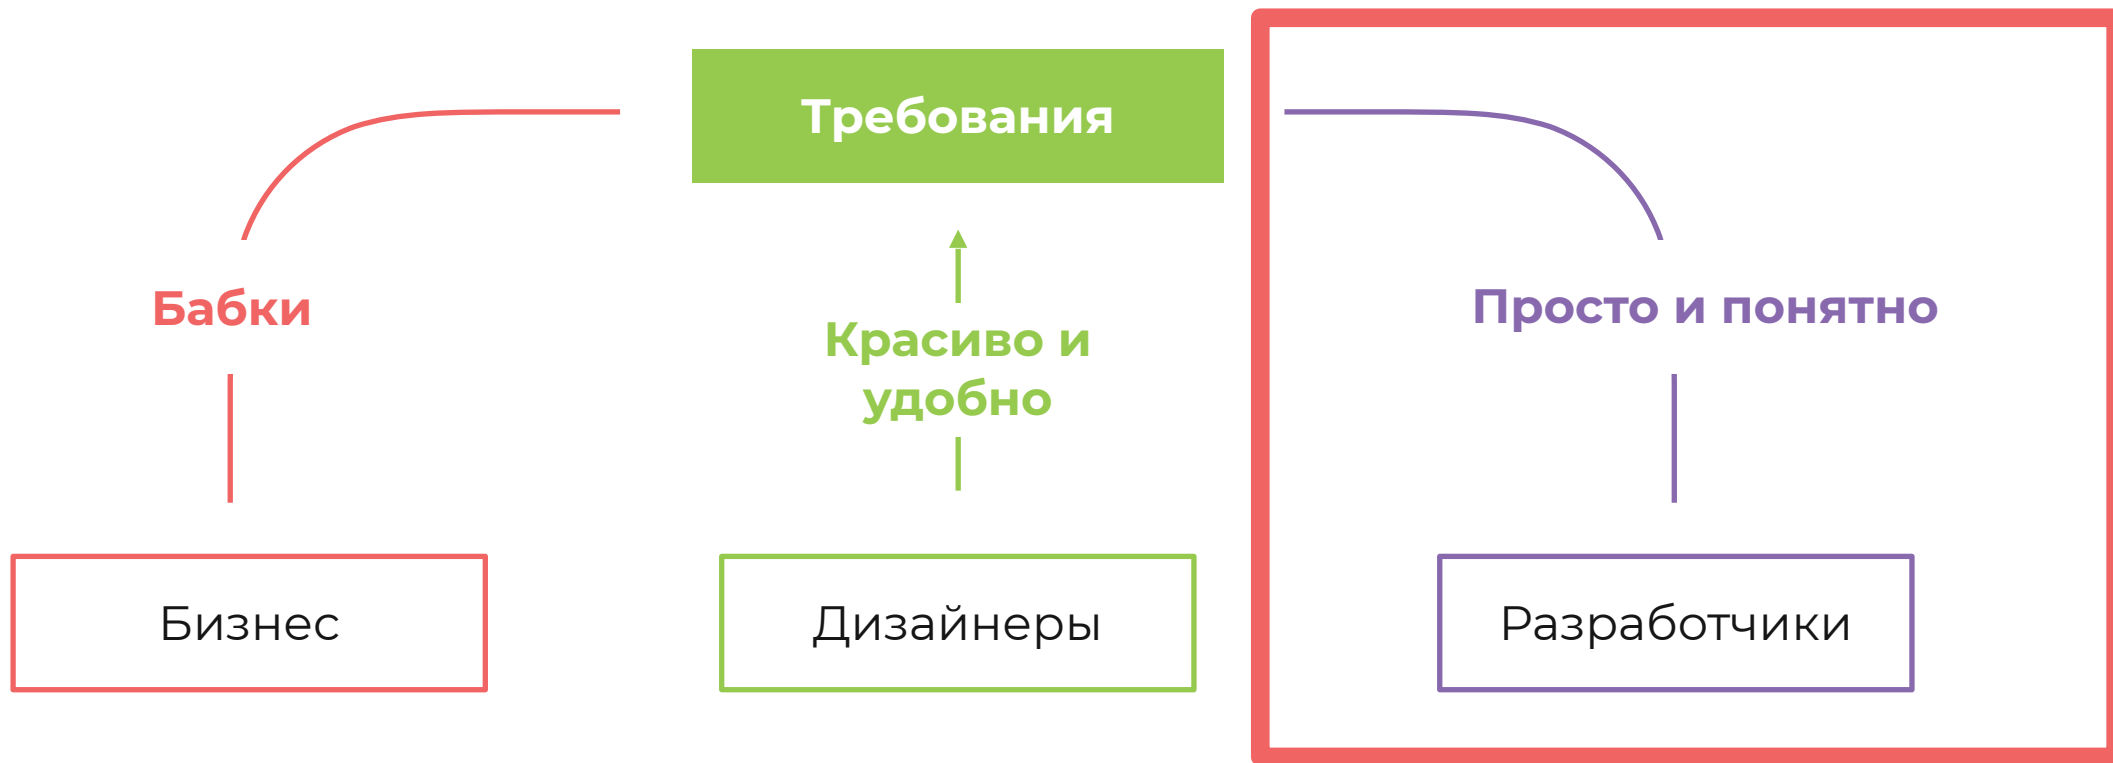 Требования
Бабки
Красиво и
удобно
Просто и понятно
Бизнес
Дизайнеры
Разработчики